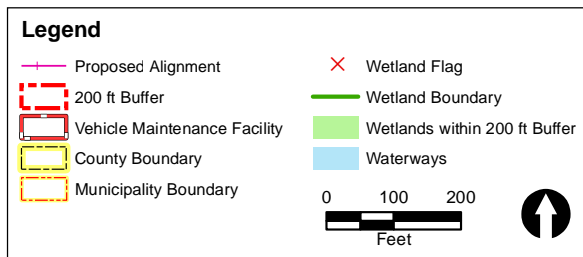 Legend
Proposed Alignment
200 ft Buffer
Vehicle Maintenance Facility
County Boundary
Municipality Boundary
Wetland Flag
Wetland Boundary
Wetlands within 200 ft Buffer
Waterways
0 100 200
Feet